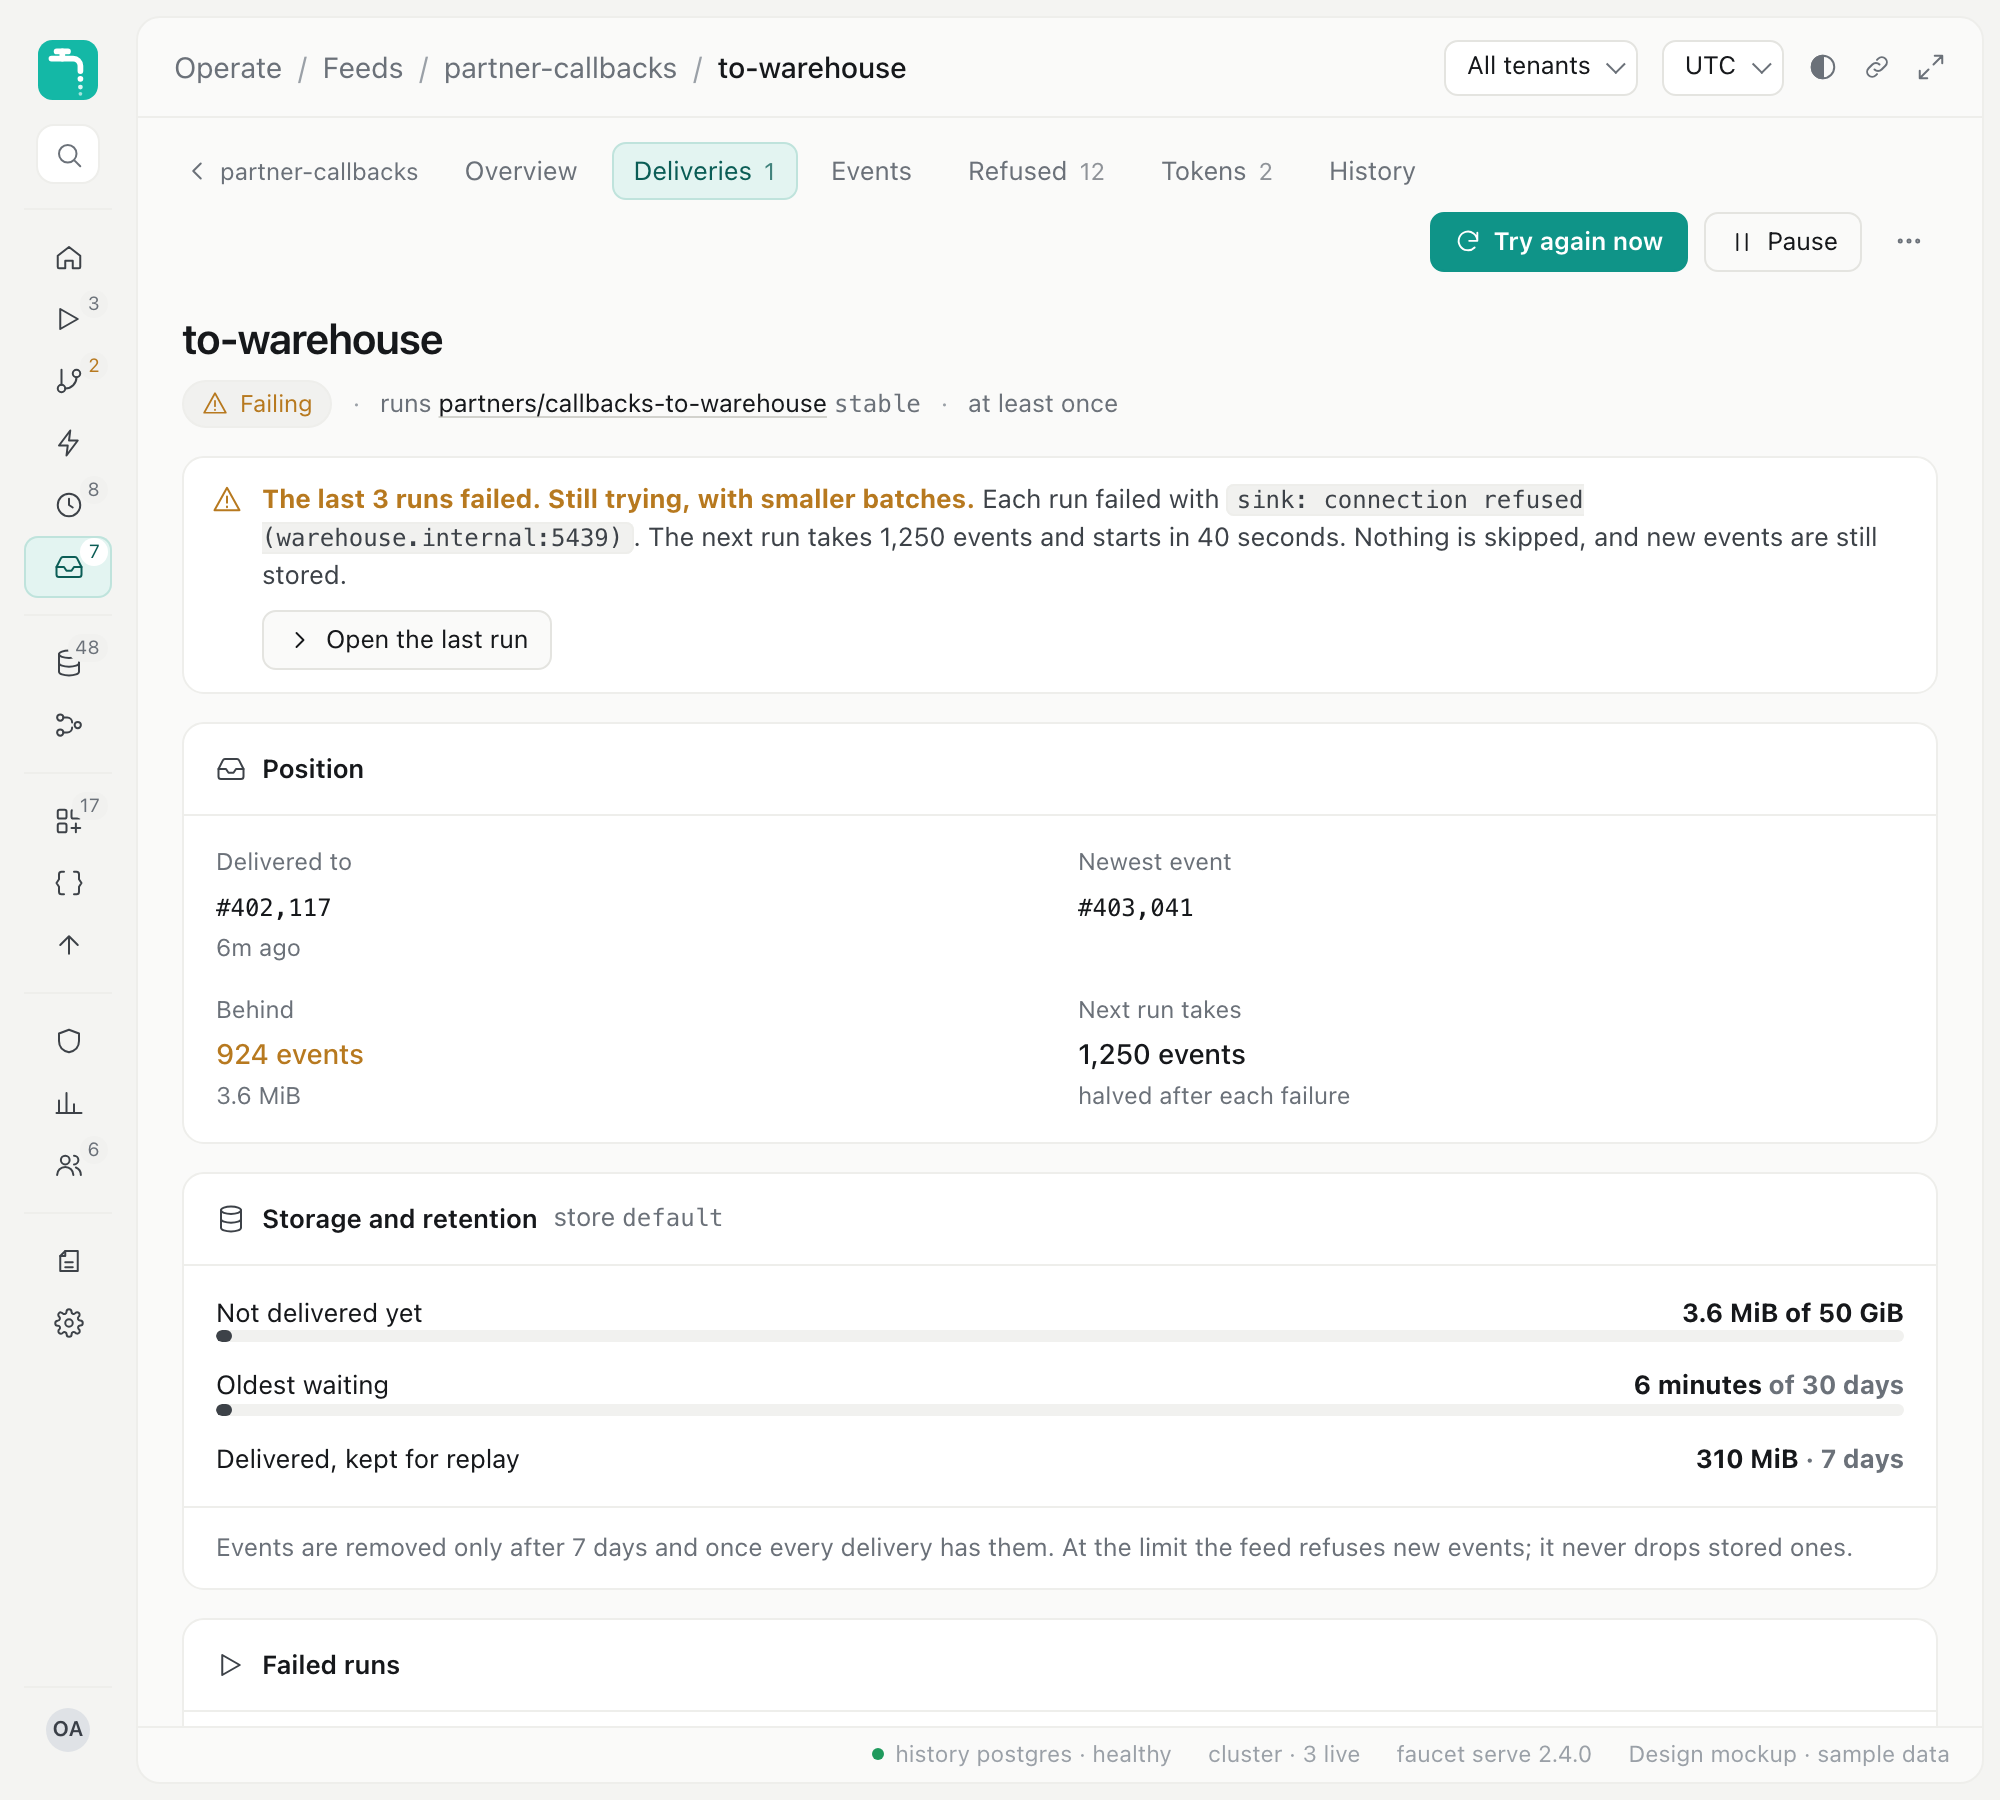 Operate / Feeds / partner-callbacks / to-warehouse
All tenants
UTC
partner-callbacks
Overview
Deliveries 1
Events
Refused 12
Tokens 2
History
Try again now
Pause
3
2
8
7
48
17
6
OA
to-warehouse
Failing · runs partners/callbacks-to-warehouse stable · at least once
The last 3 runs failed. Still trying, with smaller batches. Each run failed with sink: connection refused
(warehouse.internal:5439). The next run takes 1,250 events and starts in 40 seconds. Nothing is skipped, and new events are still
stored.
Open the last run
Position
Delivered to
#402,117
6m ago
Newest event
#403,041
Behind
924 events
3.6 MiB
Next run takes
1,250 events
halved after each failure
Storage and retention store default
Not delivered yet
3.6 MiB of 50 GiB
Oldest waiting
6 minutes of 30 days
Delivered, kept for replay
310 MiB · 7 days
Events are removed only after 7 days and once every delivery has them. At the limit the feed refuses new events; it never drops stored ones.
Failed runs
history postgres · healthy
cluster · 3 live
faucet serve 2.4.0
Design mockup · sample data